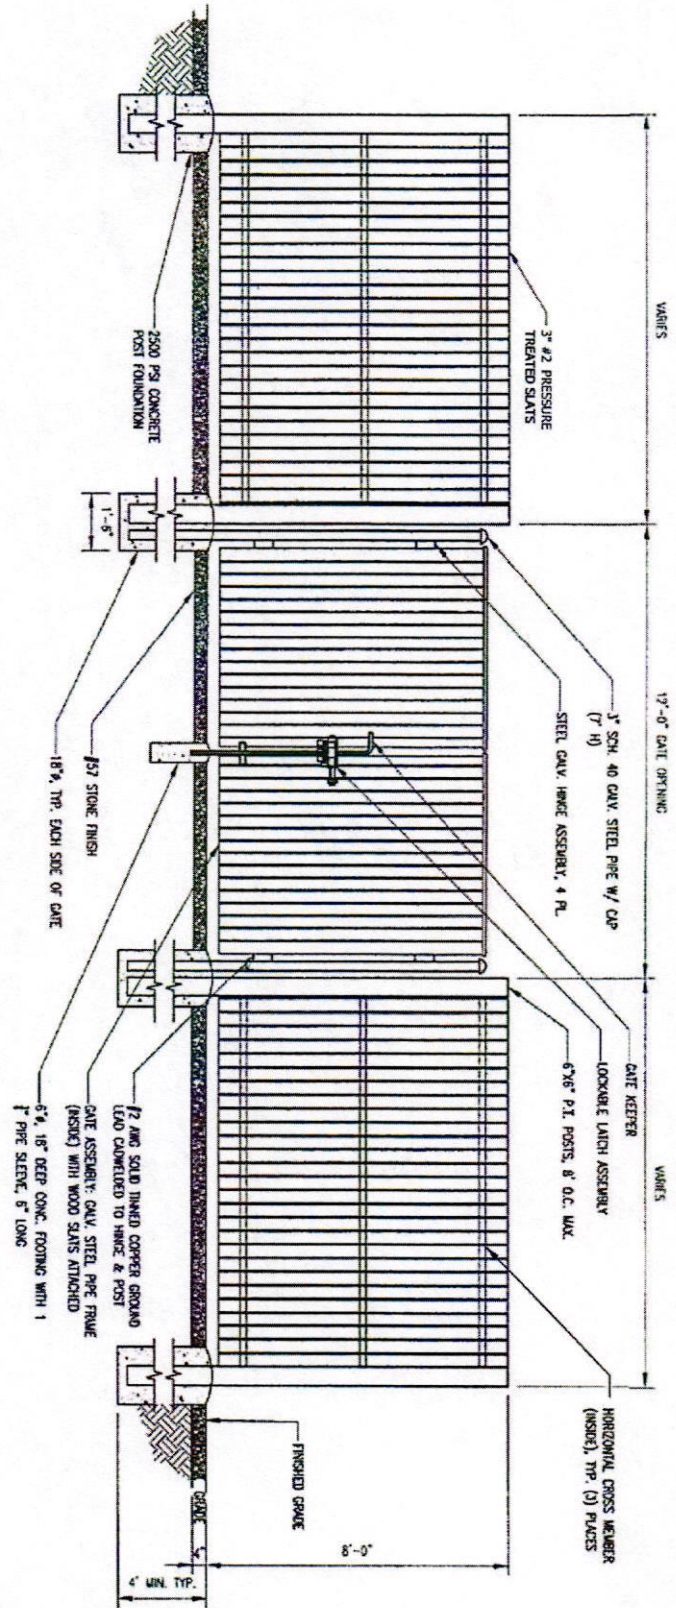 VARIES
12'-0" GATE OPENING
VARIES
3" #2 PRESSURE
TREATED SLATS
3" SCH. 40 GALV. STEEL PIPE W/ CAP
(7' H)
STEEL GALV. HINGE ASSEMBLY, 4 PL.
GATE KEEPER
LOCKABLE LATCH ASSEMBLY
6"X6" P.T. POSTS, 8' O.C. MAX.
HORIZONTAL CROSS MEMBER
(INSIDE), TYP. (3) PLACES
8'-0"
FINISHED GRADE
GRADE
4' MIN. TYP.
2500 PSI CONCRETE
POST FOUNDATION
1'-6"
#57 STONE FINISH
18"ø, TYP. EACH SIDE OF GATE
#2 AWG SOLID TINNED COPPER GROUND
LEAD CADWELDED TO HINGE & POST
GATE ASSEMBLY: GALV. STEEL PIPE FRAME
(INSIDE) WITH WOOD SLATS ATTACHED
6"ø, 18" DEEP CONC. FOOTING WITH 1
PIPE SLEEVE, 6" LONG